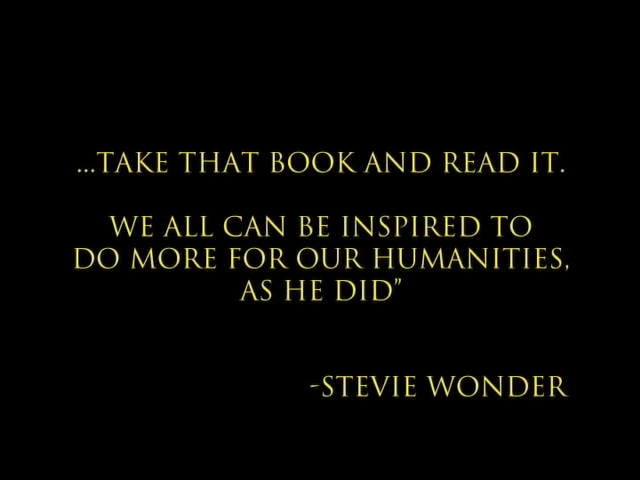 ...TAKE THAT BOOK AND READ IT.
WE ALL CAN BE INSPIRED TO
DO MORE FOR OUR HUMANITIES,
AS HE DID”
-STEVIE WONDER